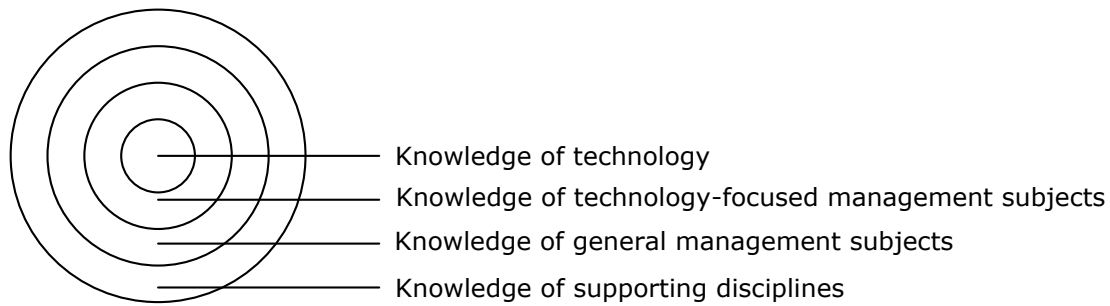 Knowledge of technology
Knowledge of technology-focused management subjects
Knowledge of general management subjects
Knowledge of supporting disciplines